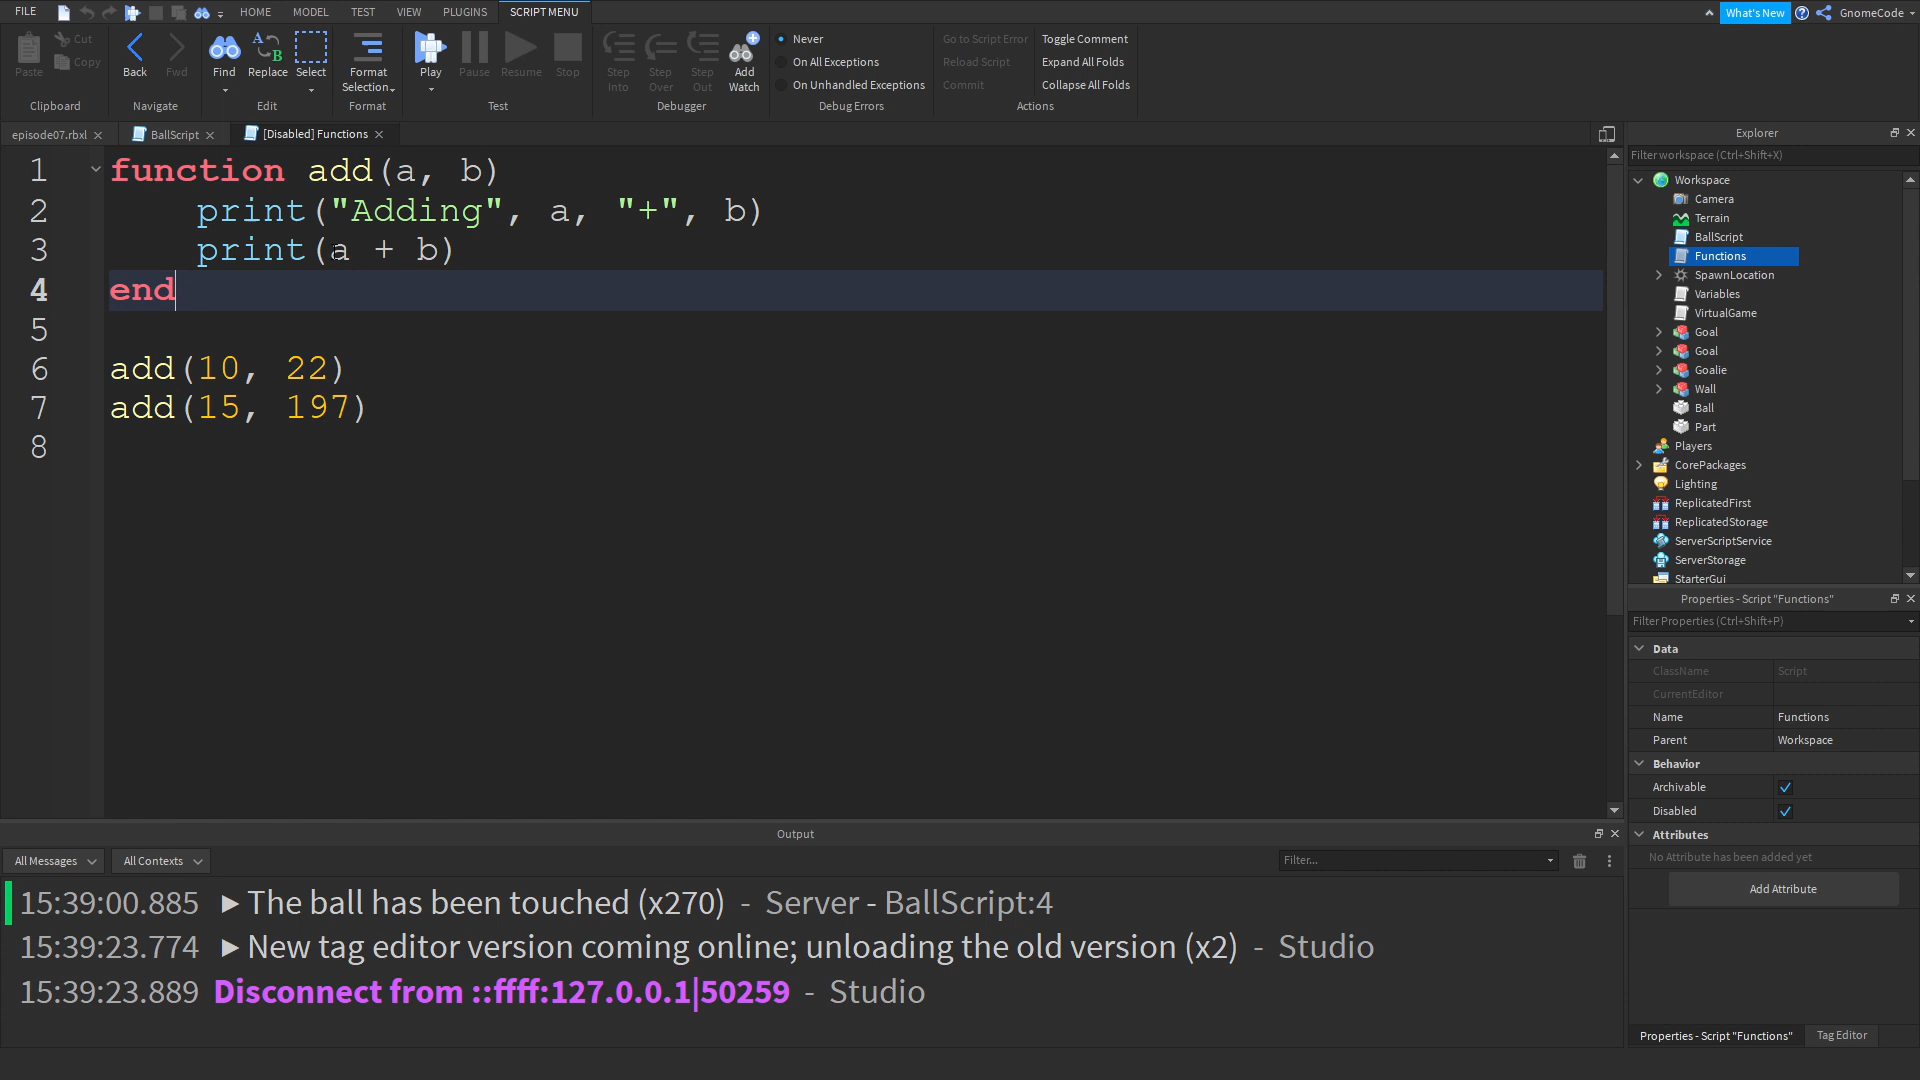 FILE HOME MODEL TEST VIEW PLUGINS SCRIPT MENU What's New GnomeCode
Paste Cut Copy Clipboard
Back Fwd Navigate
Find Replace Select Edit
Format Selection Format
Play Pause Resume Stop Test
Step Into Step Over Step Out Add Watch Debugger
Never
On All Exceptions
On Unhandled Exceptions
Debug Errors
Go to Script Error Toggle Comment
Reload Script Expand All Folds
Commit Collapse All Folds
Actions
episode07.rbxl BallScript [Disabled] Functions
1 function add(a, b)
2 print("Adding", a, "+", b)
3 print(a + b)
4 end
5
6 add(10, 22)
7 add(15, 197)
8
Explorer
Filter workspace (Ctrl+Shift+X)
Workspace
Camera
Terrain
BallScript
Functions
SpawnLocation
Variables
VirtualGame
Goal
Goal
Goalie
Wall
Ball
Part
Players
CorePackages
Lighting
ReplicatedFirst
ReplicatedStorage
ServerScriptService
ServerStorage
StarterGui
Properties - Script "Functions"
Filter Properties (Ctrl+Shift+P)
Data
ClassName Script
CurrentEditor
Name Functions
Parent Workspace
Behavior
Archivable
Disabled
Attributes
No Attribute has been added yet
Add Attribute
Properties - Script "Functions" Tag Editor
Output
All Messages All Contexts Filter...
15:39:00.885 ▶ The ball has been touched (x270) - Server - BallScript:4
15:39:23.774 ▶ New tag editor version coming online; unloading the old version (x2) - Studio
15:39:23.889 Disconnect from ::ffff:127.0.0.1|50259 - Studio